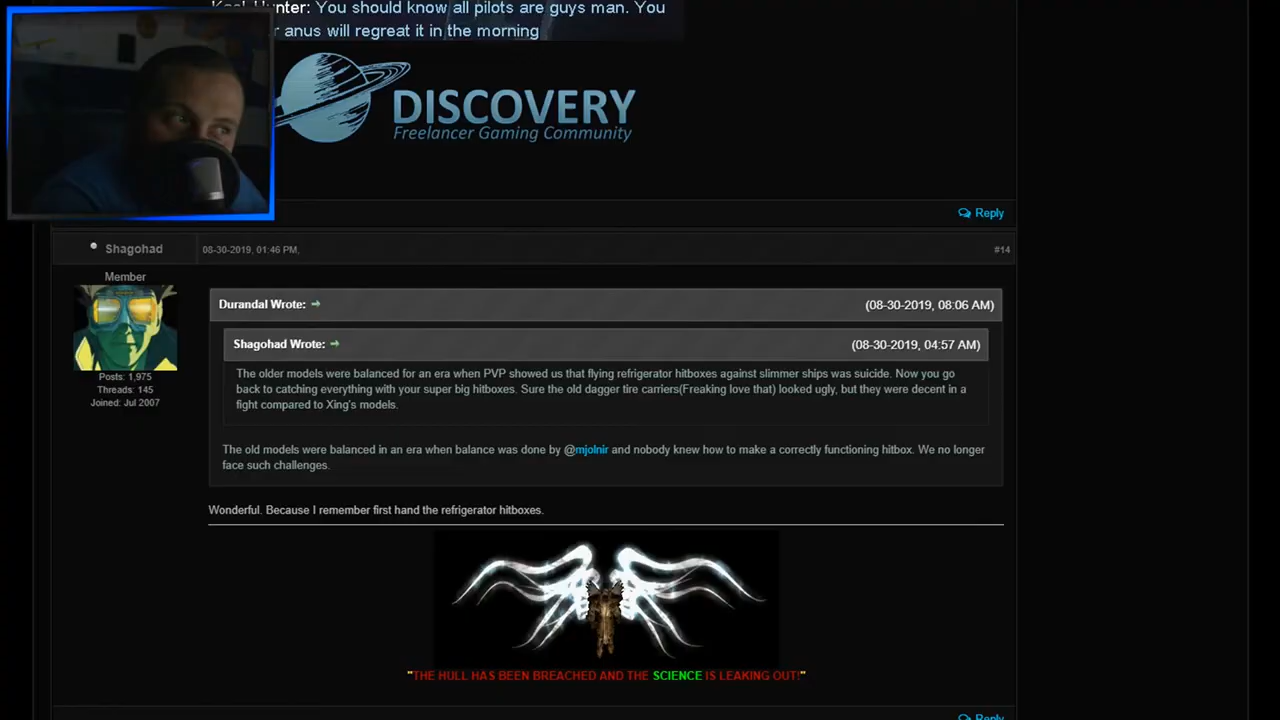 Hunter: You should know all pilots are guys man. You
anus will regreat it in the morning
DISCOVERY
Freelancer Gaming Community
Reply
Shagohad
08-30-2019, 01:46 PM,
#14
Member
Posts: 1,975
Threads: 145
Joined: Jul 2007
Durandal Wrote:
(08-30-2019, 08:06 AM)
Shagohad Wrote:
(08-30-2019, 04:57 AM)
The older models were balanced for an era when PVP showed us that flying refrigerator hitboxes against slimmer ships was suicide. Now you go
back to catching everything with your super big hitboxes. Sure the old dagger tire carriers(Freaking love that) looked ugly, but they were decent in a
fight compared to Xing's models.
The old models were balanced in an era when balance was done by @mjolnir and nobody knew how to make a correctly functioning hitbox. We no longer
face such challenges.
Wonderful. Because I remember first hand the refrigerator hitboxes.
"THE HULL HAS BEEN BREACHED AND THE SCIENCE IS LEAKING OUT!"
Reply